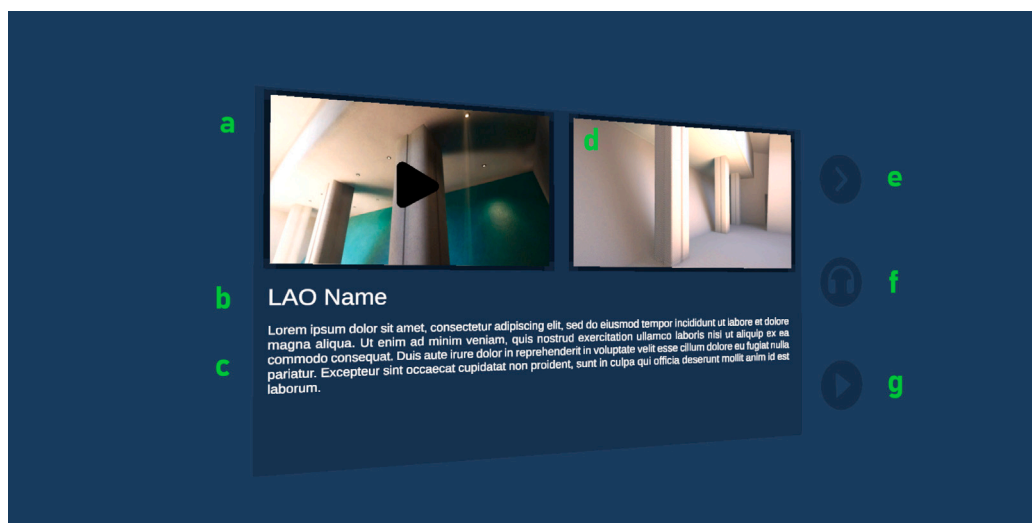 a
d
e
b
LAO Name
f
Lorem ipsum dolor sit amet, consectetur adipiscing elit, sed do eiusmod tempor incididunt ut labore et dolore
magna aliqua. Ut enim ad minim veniam, quis nostrud exercitation ullamco laboris nisi ut aliquip ex ea
commodo consequat. Duis aute irure dolor in reprehenderit in voluptate velit esse cillum dolore eu fugiat nulla
pariatur. Excepteur sint occaecat cupidatat non proident, sunt in culpa qui officia deserunt mollit anim id est
laborum.
c
g